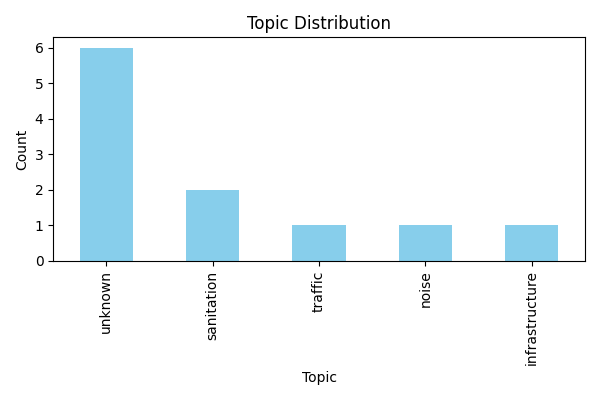 Topic Distribution
Count
6
5
4
3
2
1
0
unknown
sanitation
traffic
noise
infrastructure
Topic